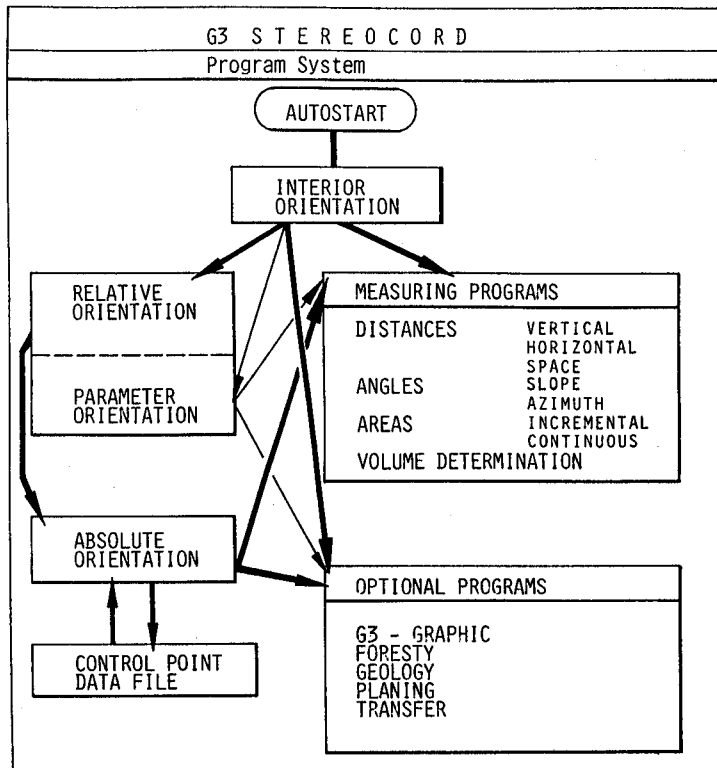 G3 STEREOCORD
Program System
AUTOSTART
INTERIOR
ORIENTATION
RELATIVE
ORIENTATION
PARAMETER
ORIENTATION
MEASURING PROGRAMS
DISTANCES VERTICAL
HORIZONTAL
SPACE
ANGLES SLOPE
AZIMUTH
AREAS INCREMENTAL
CONTINUOUS
VOLUME DETERMINATION
ABSOLUTE
ORIENTATION
CONTROL POINT
DATA FILE
OPTIONAL PROGRAMS
G3 - GRAPHIC
FORESTY
GEOLOGY
PLANING
TRANSFER